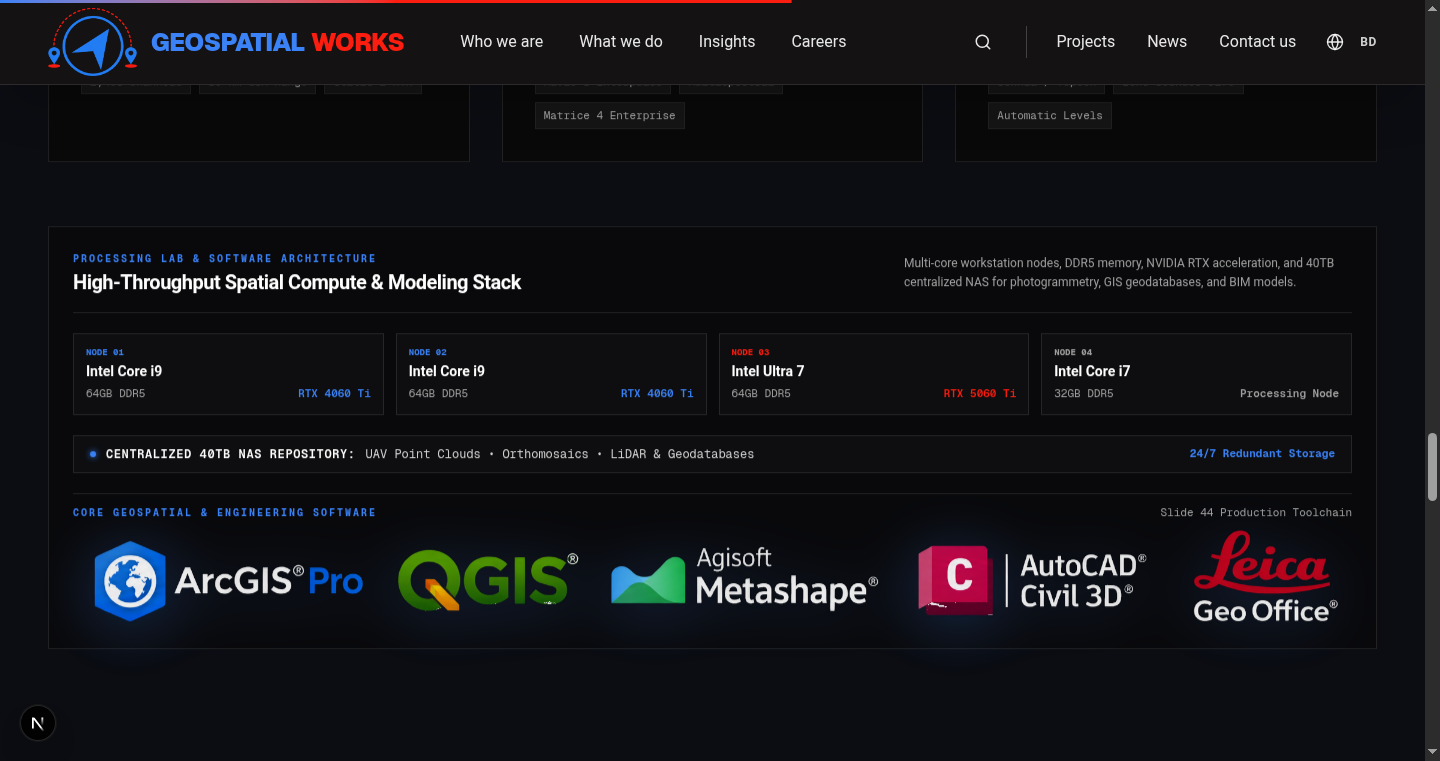 GEOSPATIAL WORKS
Who we are
What we do
Insights
Careers
Projects
News
Contact us
BD
Matrice 4 Enterprise
Automatic Levels
PROCESSING LAB & SOFTWARE ARCHITECTURE
High-Throughput Spatial Compute & Modeling Stack
Multi-core workstation nodes, DDR5 memory, NVIDIA RTX acceleration, and 40TB
centralized NAS for photogrammetry, GIS geodatabases, and BIM models.
NODE 01
Intel Core i9
64GB DDR5
RTX 4060 Ti
NODE 02
Intel Core i9
64GB DDR5
RTX 4060 Ti
NODE 03
Intel Ultra 7
64GB DDR5
RTX 5060 Ti
NODE 04
Intel Core i7
32GB DDR5
Processing Node
CENTRALIZED 40TB NAS REPOSITORY: UAV Point Clouds • Orthomosaics • LiDAR & Geodatabases
24/7 Redundant Storage
CORE GEOSPATIAL & ENGINEERING SOFTWARE
Slide 44 Production Toolchain
ArcGIS® Pro
QGIS®
Agisoft
Metashape®
C
AutoCAD®
Civil 3D®
Leica
Geo Office®
N